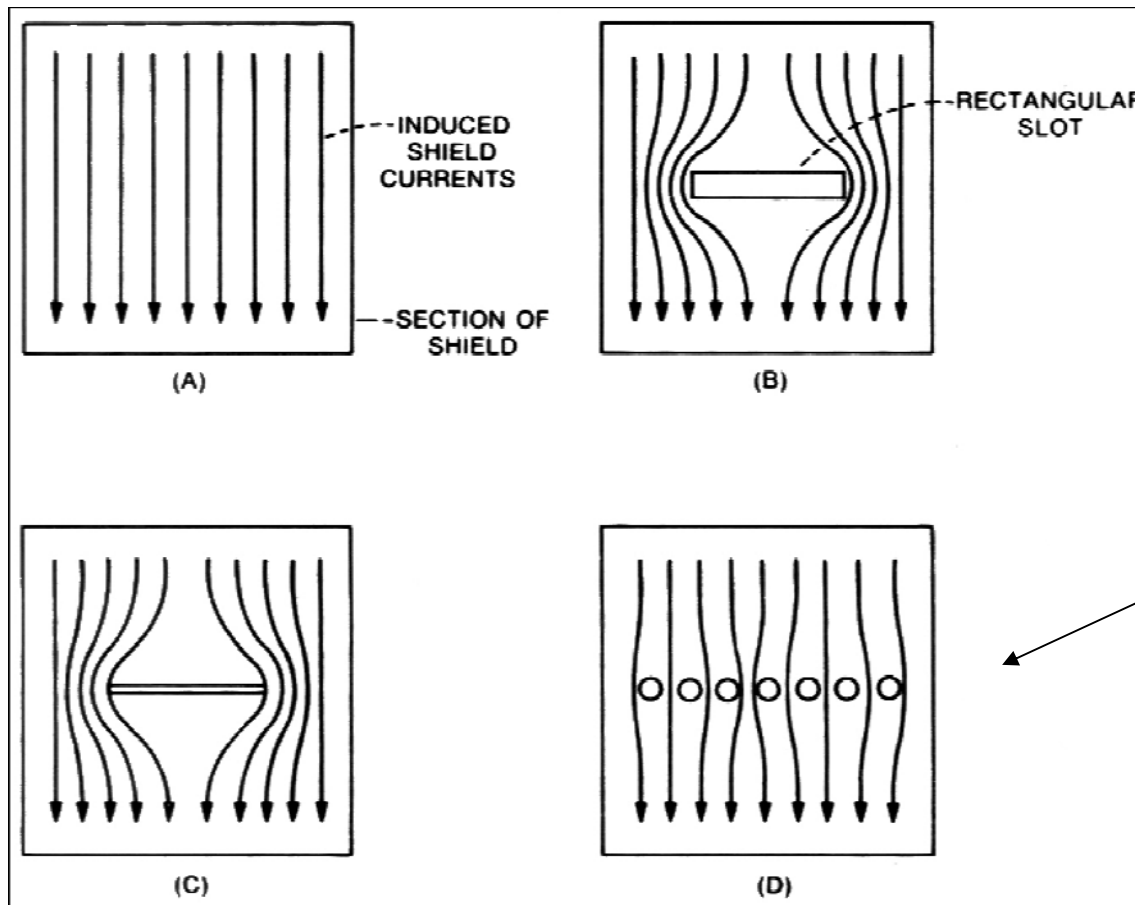 INDUCED
SHIELD
CURRENTS
SECTION OF
SHIELD
(A)
RECTANGULAR
SLOT
(B)
(C)
(D)